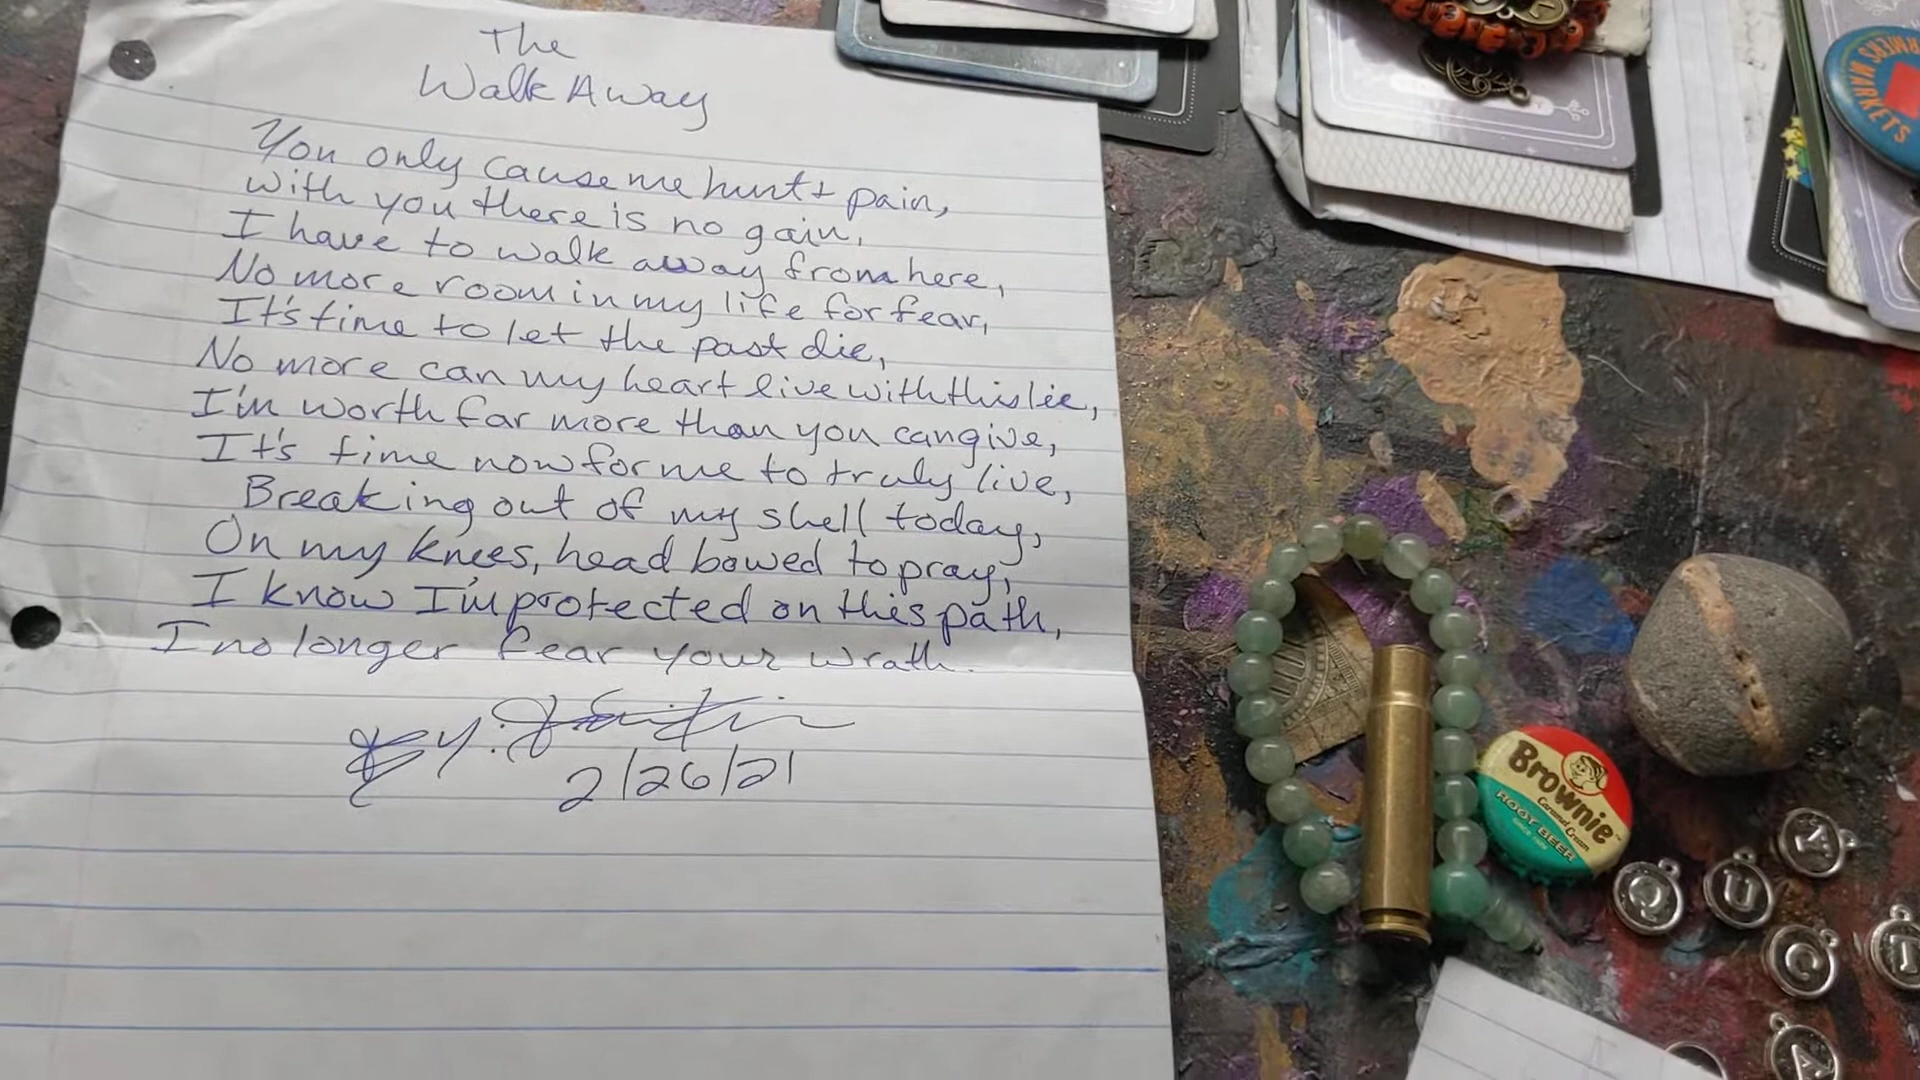 The
Walk Away
You only cause me hurt + pain,
With you there is no gain,
I have to walk away from here,
No more room in my life for fear,
It's time to let the past die,
No more can my heart live with this lie,
I'm worth far more than you can give,
It's time now for me to truly live,
Breaking out of my shell today,
On my knees, head bowed to pray,
I know I'm protected on this path,
I no longer fear your wrath.
By:
2/26/21
MARKETS
Brownie
Caramel Cream
ROOT BEER
Y
Q U
C T
A